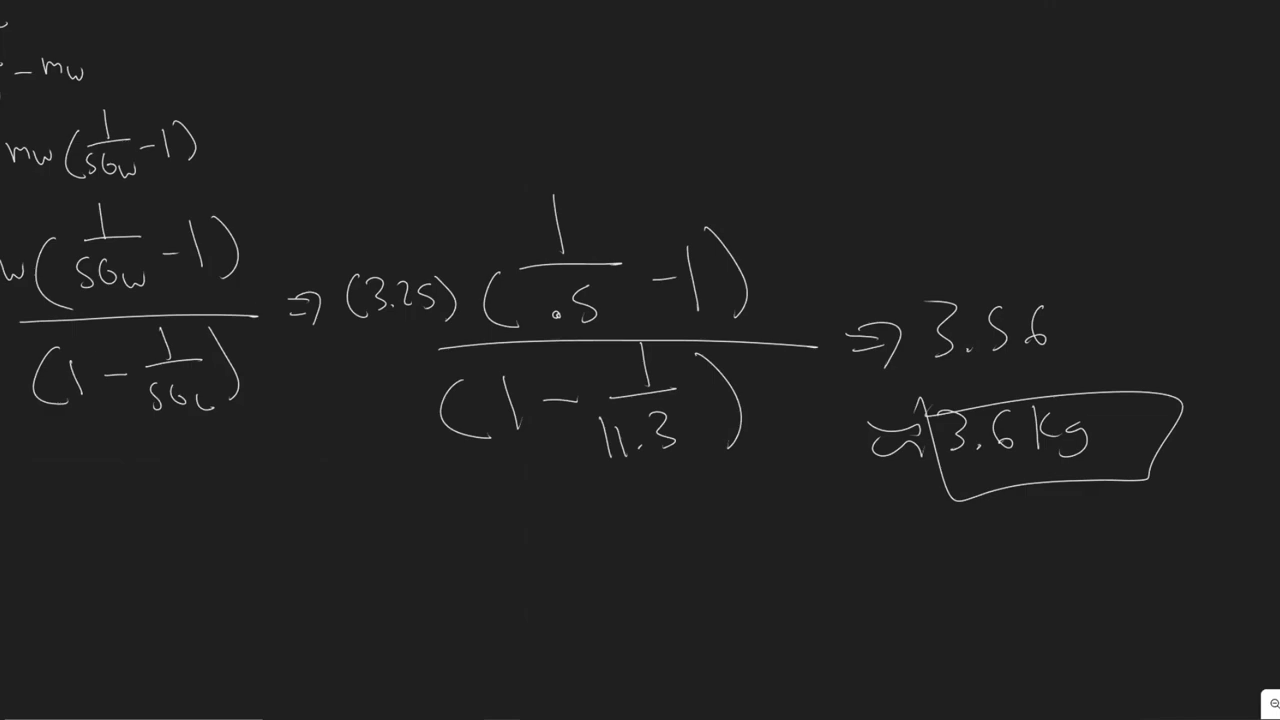 - mw
mw (1/SGw - 1)
w (1/SGw - 1) / (1 - 1/SGL) => (3.25) (1/.5 - 1) / (1 - 1/11.3) => 3.56
≈ 3.6 kg